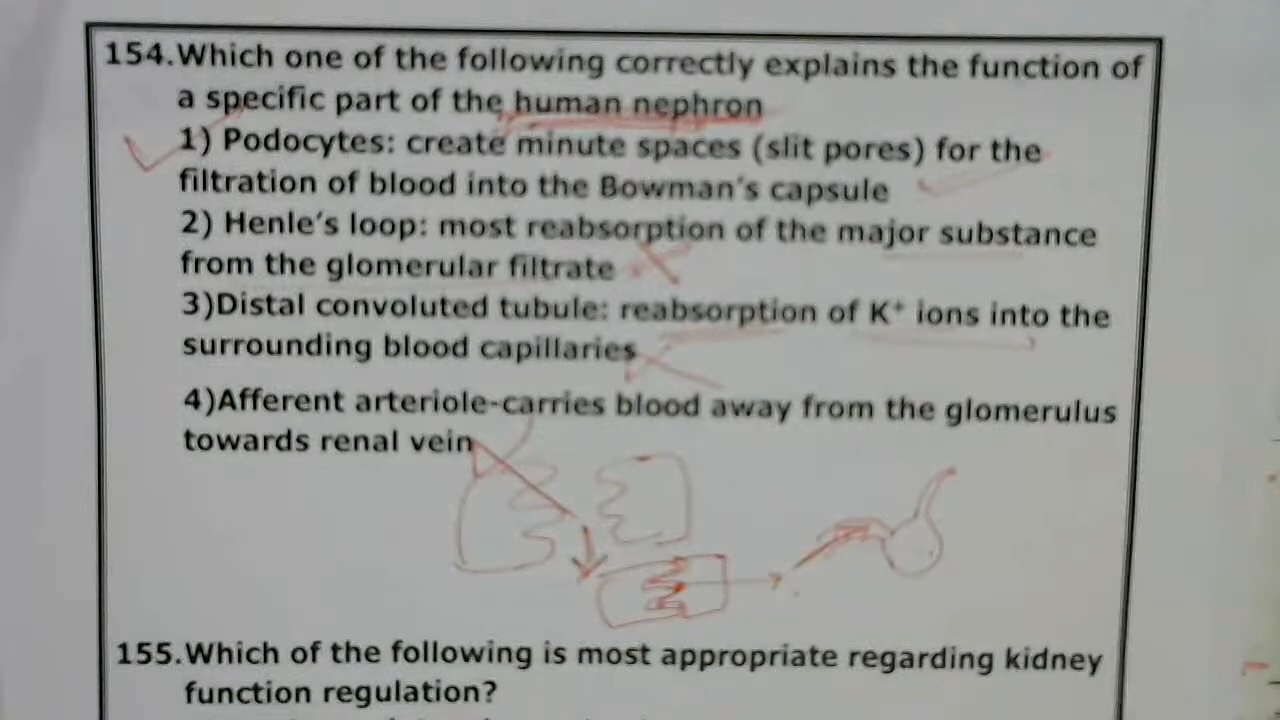 154.Which one of the following correctly explains the function of
a specific part of the human nephron
1) Podocytes: create minute spaces (slit pores) for the
filtration of blood into the Bowman's capsule
2) Henle's loop: most reabsorption of the major substance
from the glomerular filtrate
3)Distal convoluted tubule: reabsorption of K⁺ ions into the
surrounding blood capillaries
4)Afferent arteriole-carries blood away from the glomerulus
towards renal vein
155.Which of the following is most appropriate regarding kidney
function regulation?